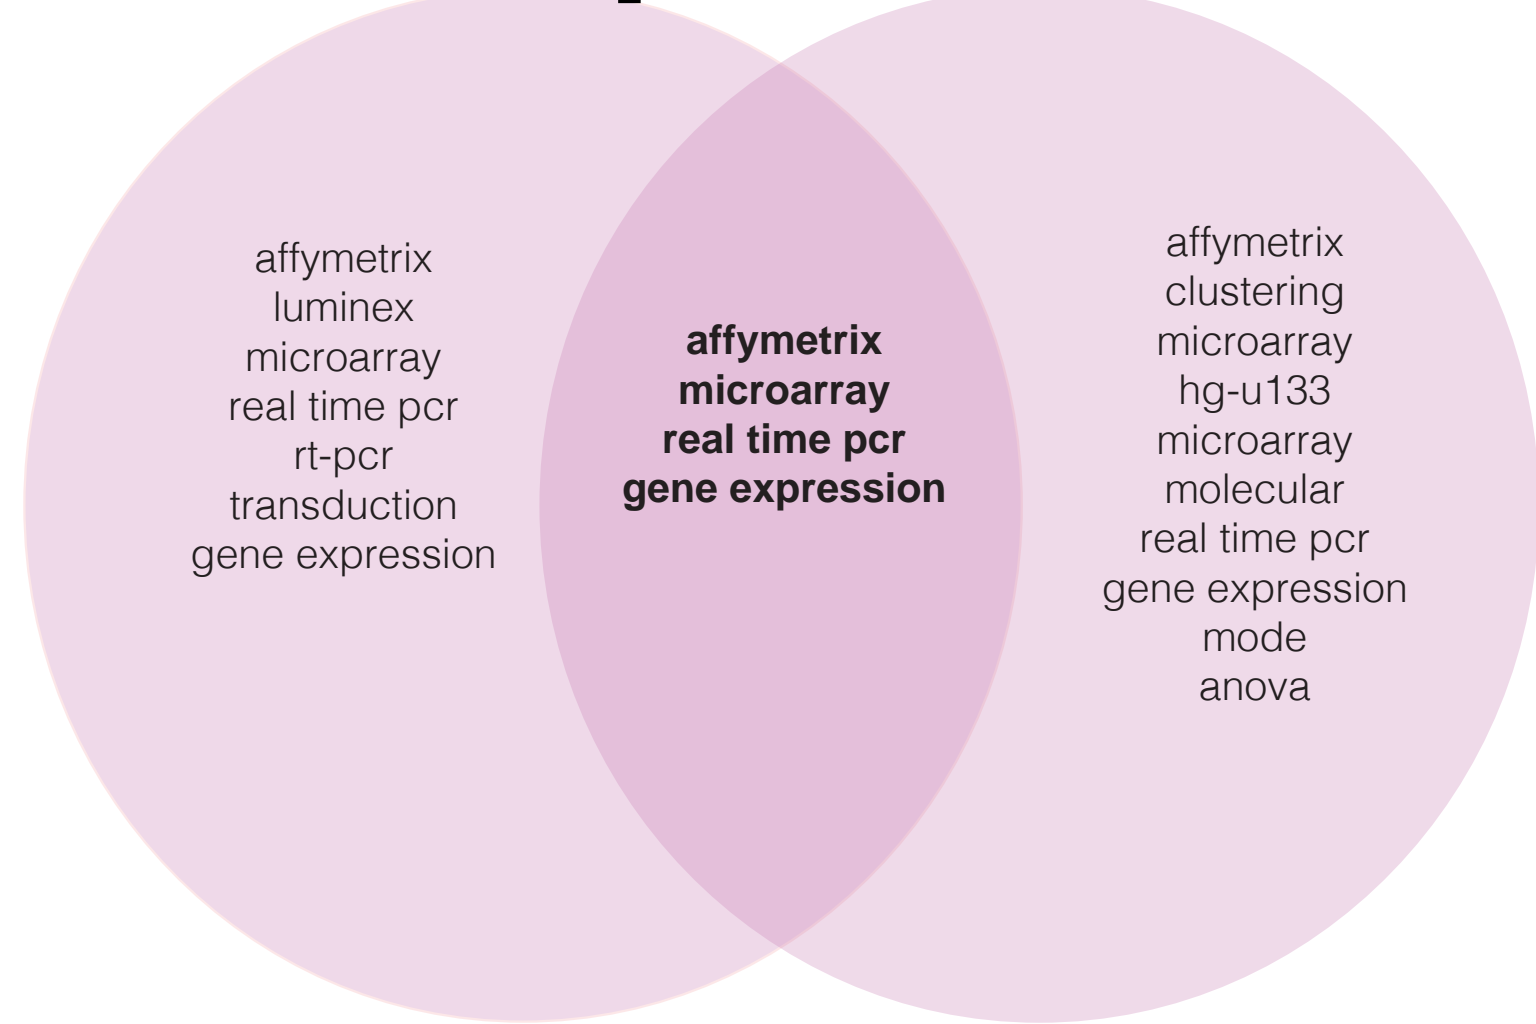 affymetrix
luminex
microarray
real time pcr
rt-pcr
transduction
gene expression
affymetrix
microarray
real time pcr
gene expression
affymetrix
clustering
microarray
hg-u133
microarray
molecular
real time pcr
gene expression
mode
anova